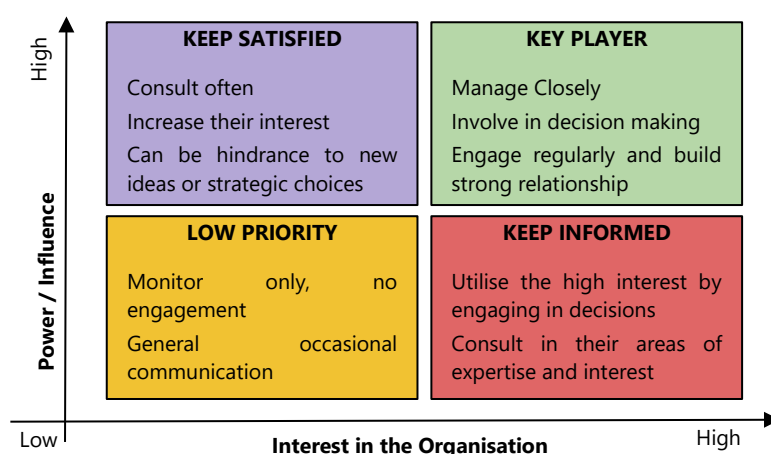 High
Power / Influence
KEEP SATISFIED
Consult often
Increase their interest
Can be hindrance to new
ideas or strategic choices
KEY PLAYER
Manage Closely
Involve in decision making
Engage regularly and build
strong relationship
LOW PRIORITY
Monitor only, no
engagement
General occasional
communication
KEEP INFORMED
Utilise the high interest by
engaging in decisions
Consult in their areas of
expertise and interest
Low
Interest in the Organisation
High